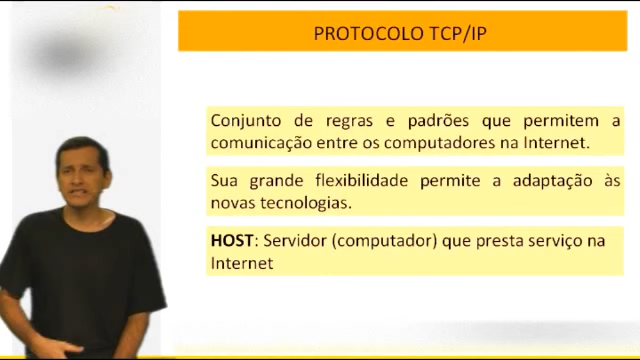 PROTOCOLO TCP/IP
Conjunto de regras e padrões que permitem a
comunicação entre os computadores na Internet.
Sua grande flexibilidade permite a adaptação às
novas tecnologias.
HOST: Servidor (computador) que presta serviço na
Internet